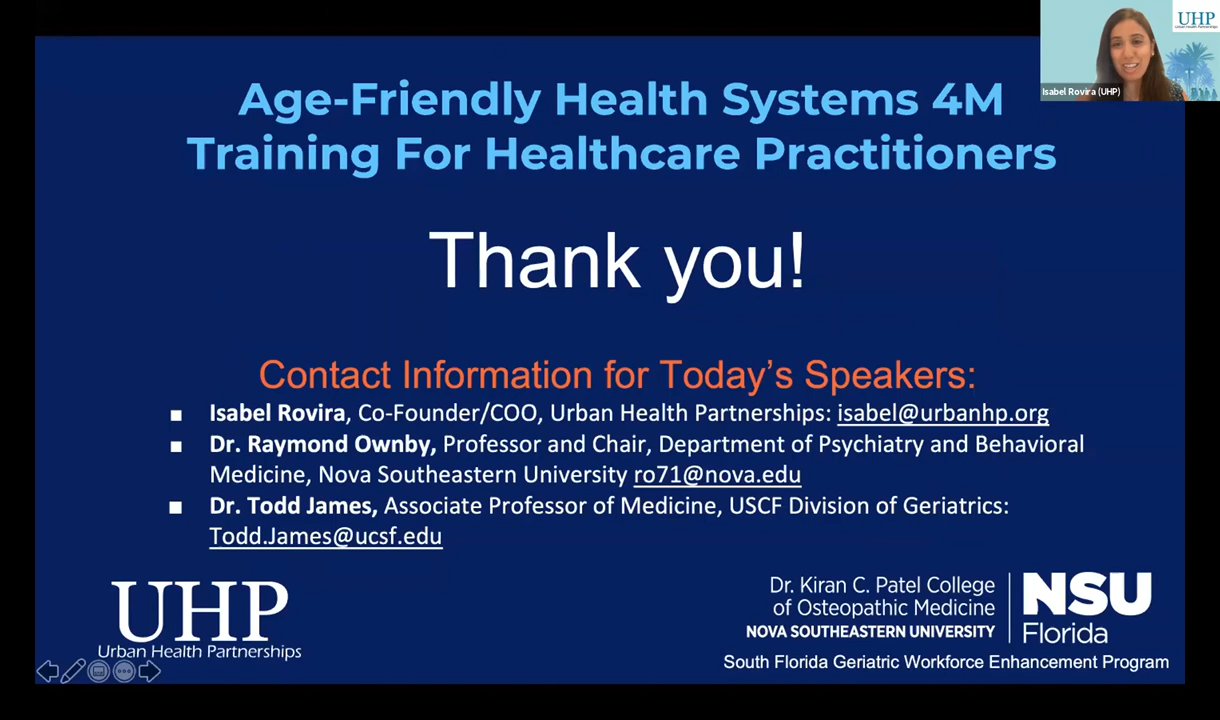 UHP
Urban Health Partnerships
Isabel Rovira (UHP)
Age-Friendly Health Systems 4M
Training For Healthcare Practitioners
Thank you!
Contact Information for Today's Speakers:
▪ Isabel Rovira, Co-Founder/COO, Urban Health Partnerships: isabel@urbanhp.org
▪ Dr. Raymond Ownby, Professor and Chair, Department of Psychiatry and Behavioral
Medicine, Nova Southeastern University ro71@nova.edu
▪ Dr. Todd James, Associate Professor of Medicine, USCF Division of Geriatrics:
Todd.James@ucsf.edu
UHP
Urban Health Partnerships
Dr. Kiran C. Patel College
of Osteopathic Medicine
NOVA SOUTHEASTERN UNIVERSITY
NSU
Florida
South Florida Geriatric Workforce Enhancement Program